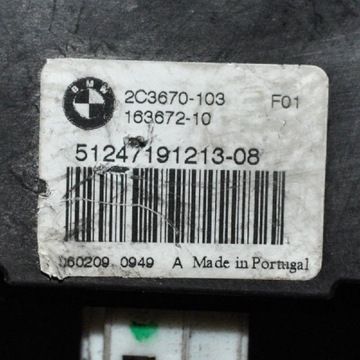 BMW
2C3670-103 F01
163672-10
51247191213-08
060209 0949 A Made in Portugal